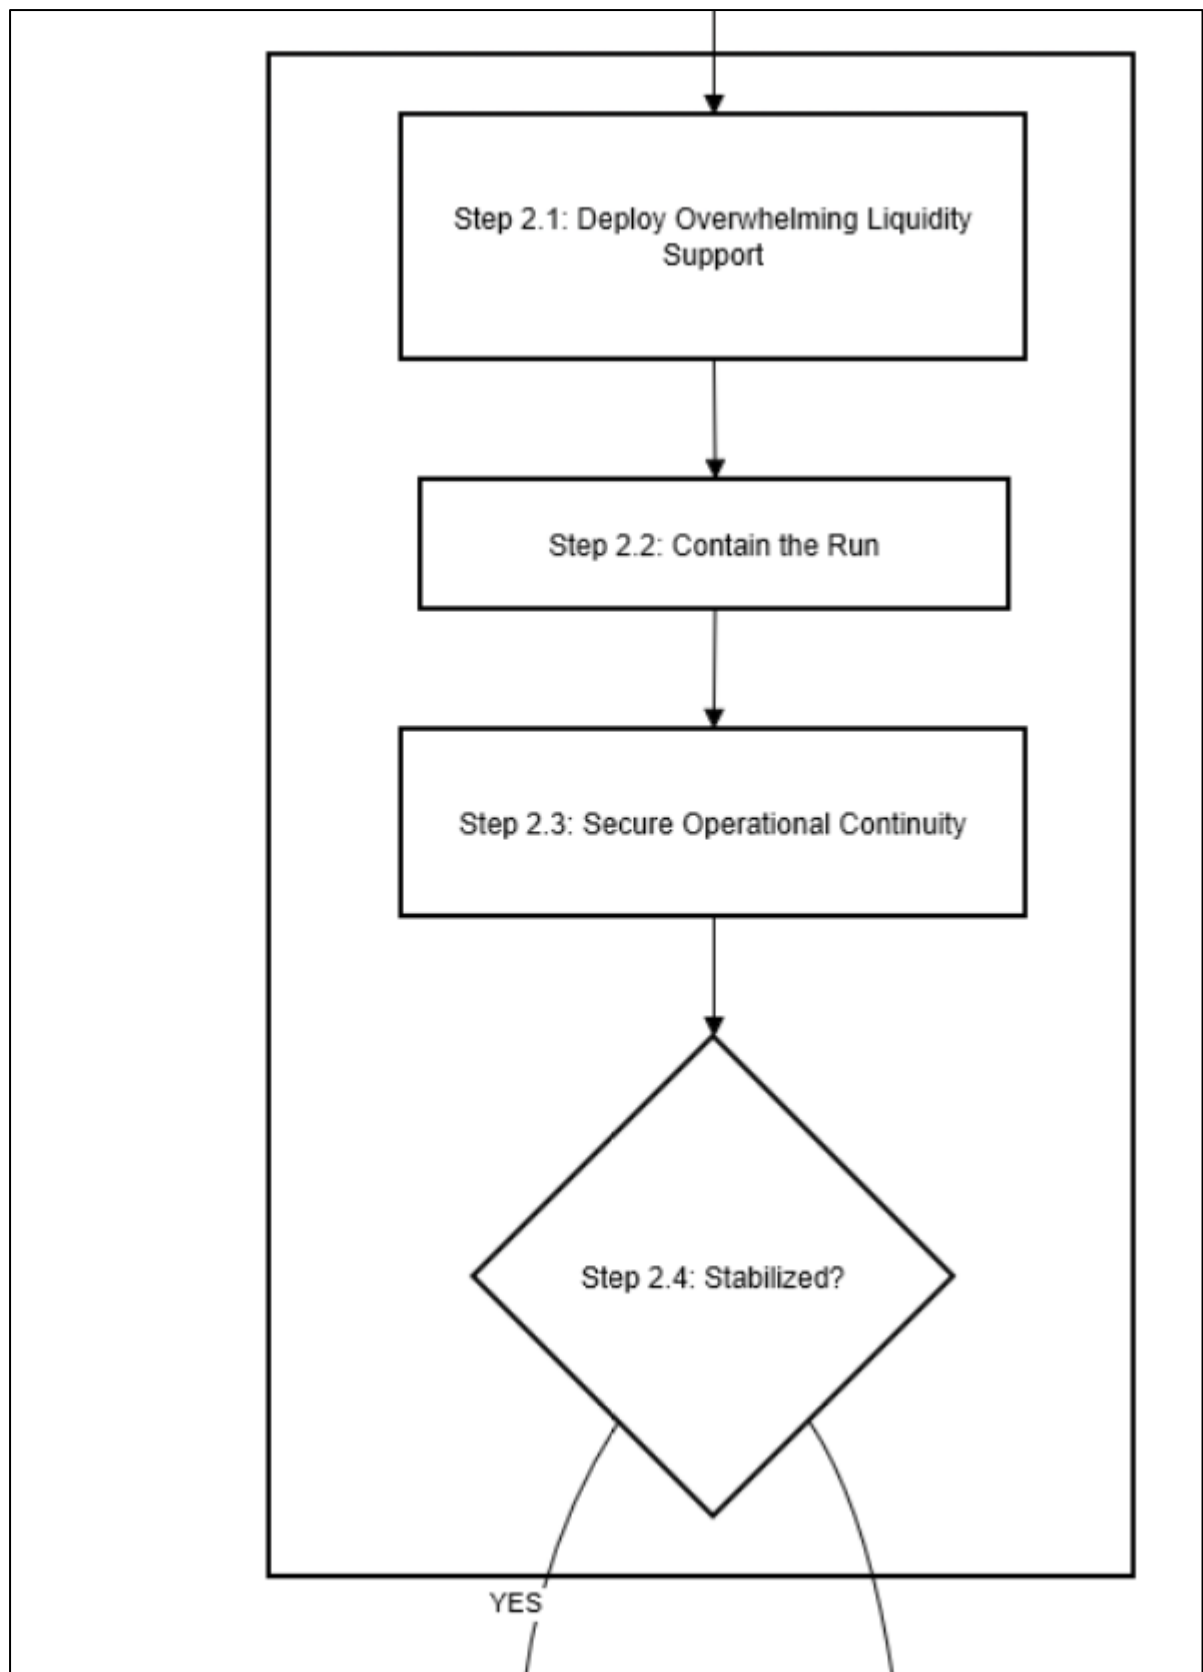 Step 2.1: Deploy Overwhelming Liquidity
Support
Step 2.2: Contain the Run
Step 2.3: Secure Operational Continuity
Step 2.4: Stabilized?
YES